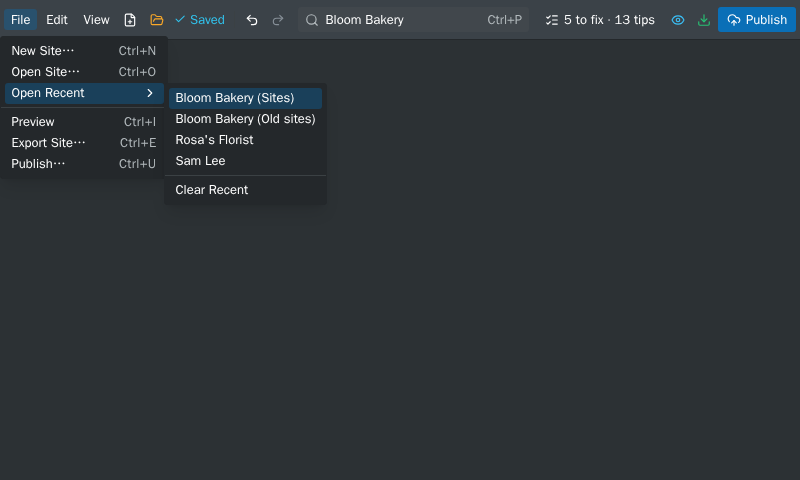 File Edit View Saved Bloom Bakery Ctrl+P 5 to fix · 13 tips Publish
New Site··· Ctrl+N
Open Site··· Ctrl+O
Open Recent
Bloom Bakery (Sites)
Bloom Bakery (Old sites)
Rosa's Florist
Sam Lee
Clear Recent
Preview Ctrl+I
Export Site··· Ctrl+E
Publish··· Ctrl+U